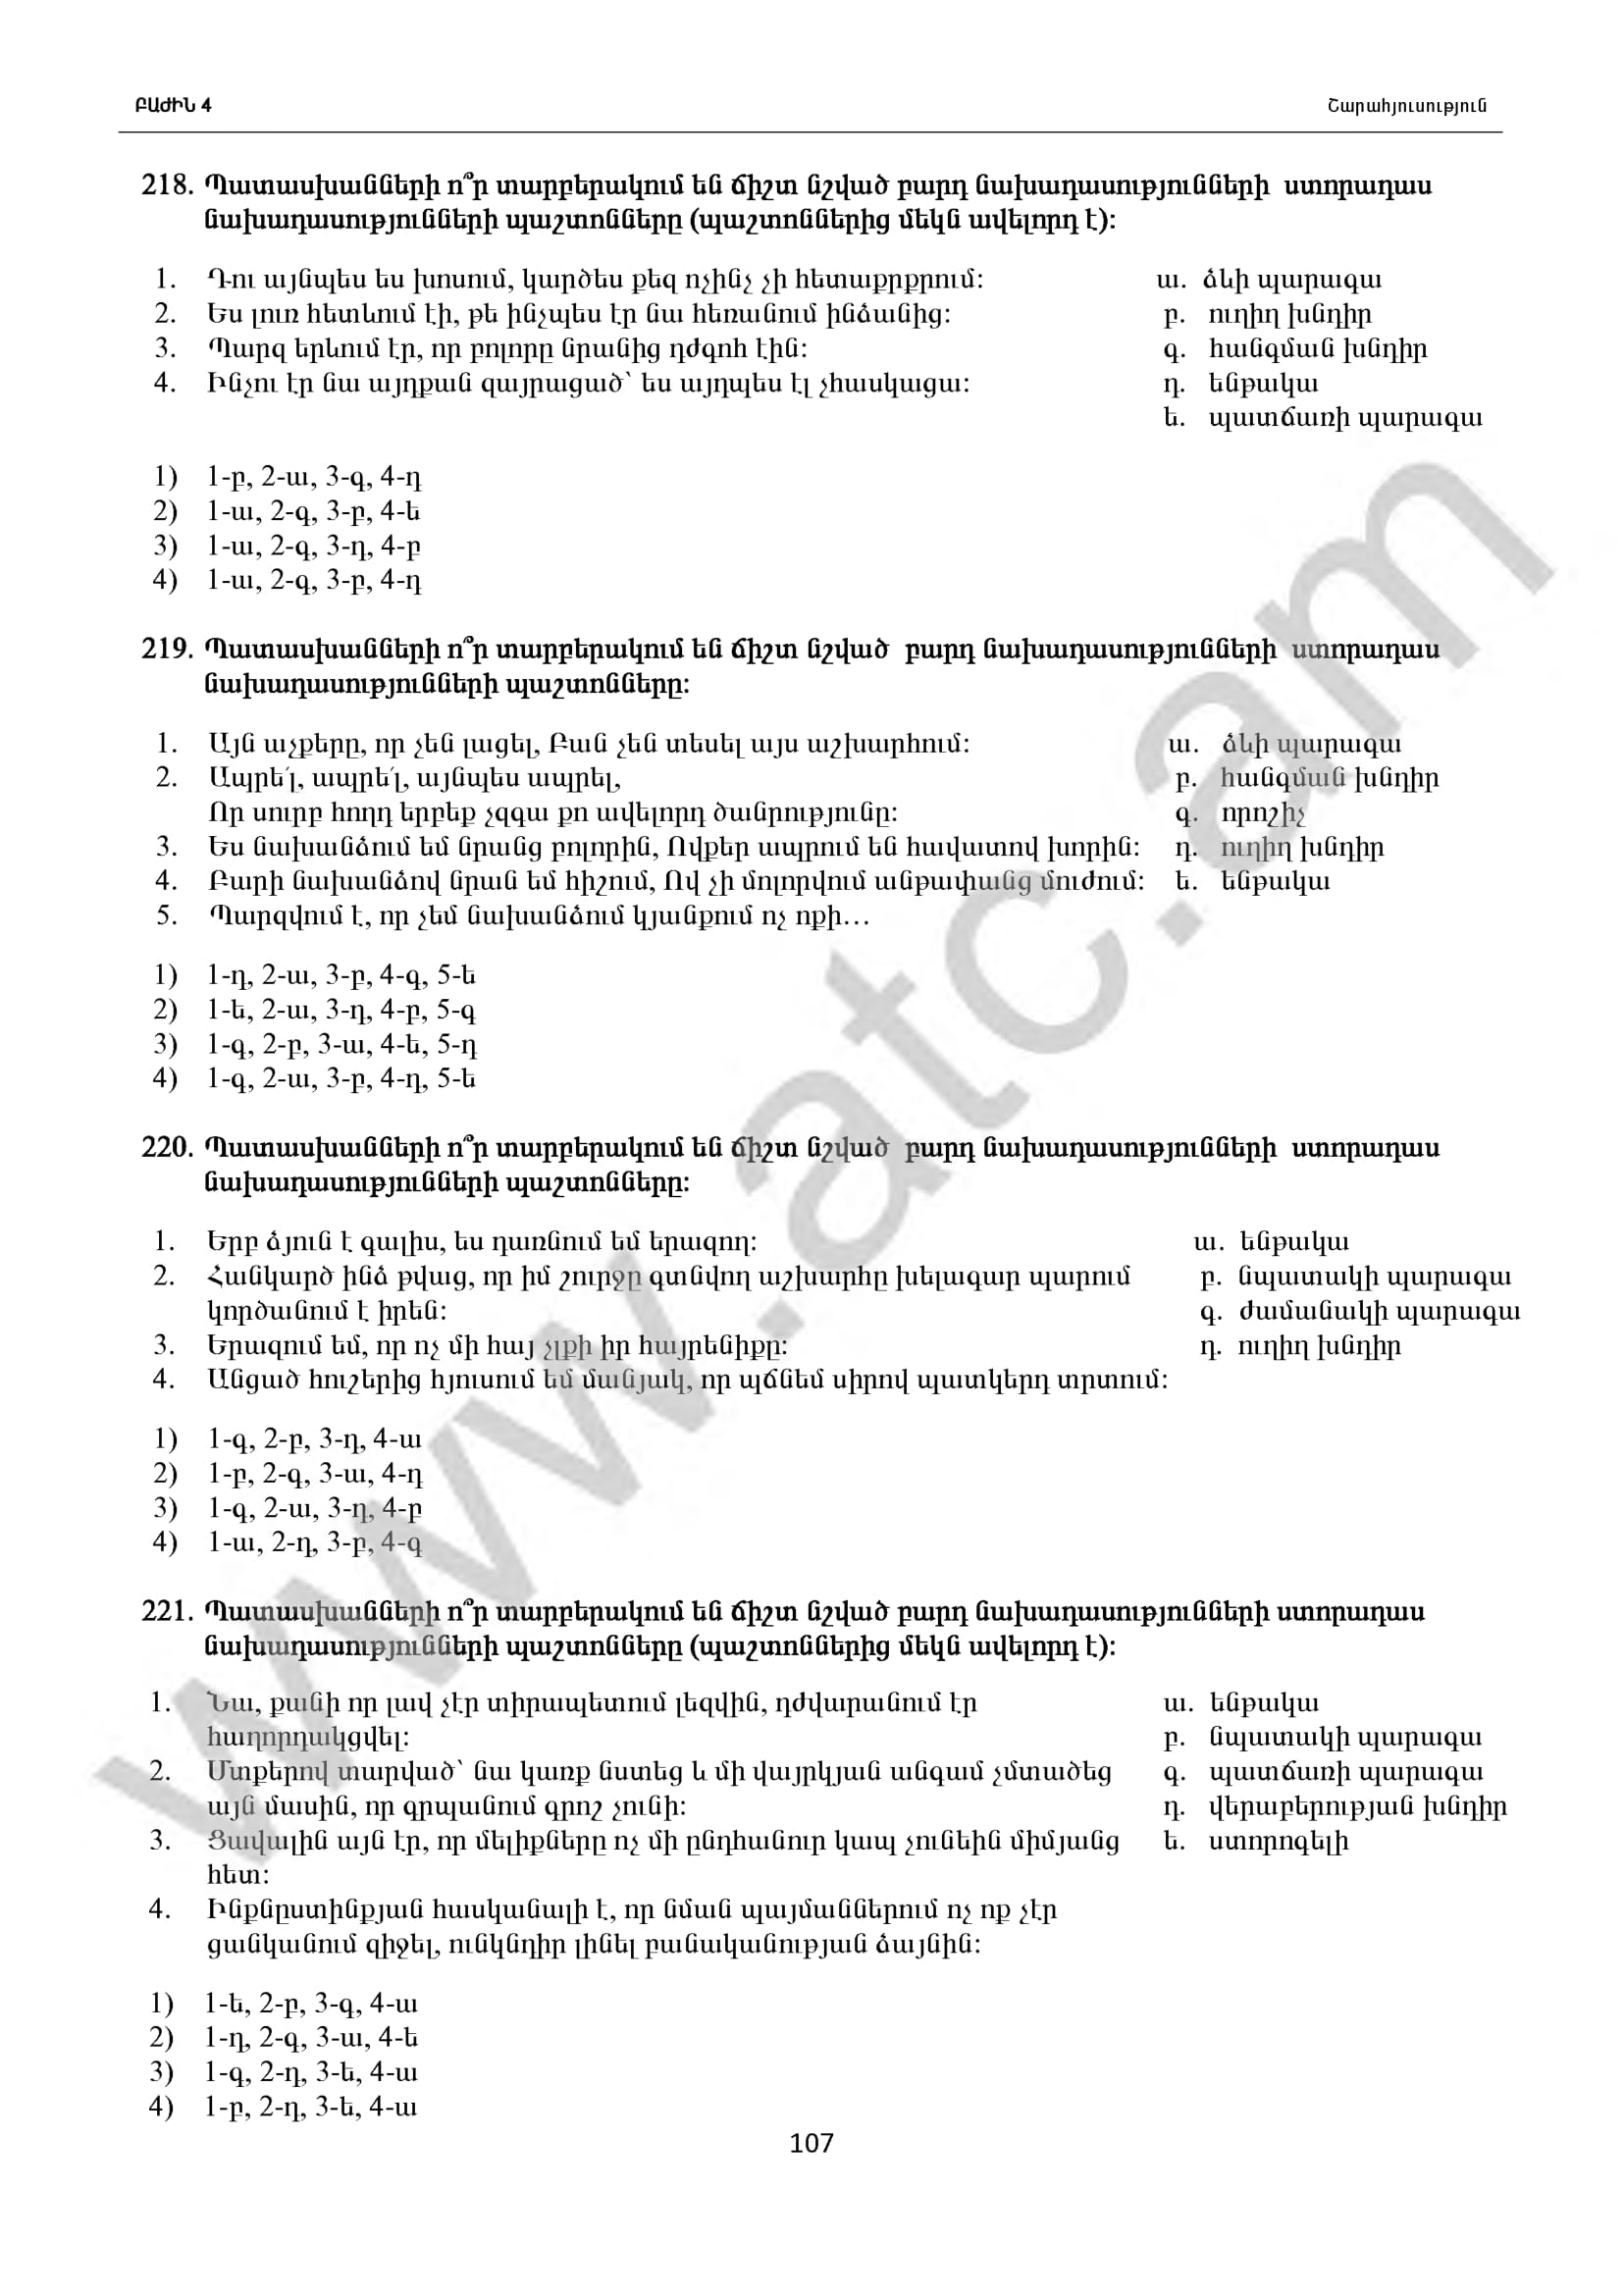 ԲԱԺԻՆ 4
Շարահյուսություն
218. Պատասխանների ո՞ր տարբերակում են ճիշտ նշված բարդ նախադասությունների ստորադաս
նախադասությունների պաշտոնները (պաշտոններից մեկն ավելորդ է):
1. Դու այնպես ես խոսում, կարծես քեզ ոչինչ չի հետաքրքրում:
ա. ձևի պարագա
2. Ես լուռ հետևում էի, թե ինչպես էր նա հեռանում ինձանից:
բ. ուղիղ խնդիր
3. Պարզ երևում էր, որ բոլորը նրանից դժգոհ էին:
գ. հանգման խնդիր
4. Ինչու էր նա այդքան զայրացած՝ ես այդպես էլ չհասկացա:
դ. ենթակա
ե. պատճառի պարագա
1) 1-բ, 2-ա, 3-գ, 4-դ
2) 1-ա, 2-գ, 3-բ, 4-ե
3) 1-ա, 2-գ, 3-դ, 4-բ
4) 1-ա, 2-գ, 3-բ, 4-դ
219. Պատասխանների ո՞ր տարբերակում են ճիշտ նշված բարդ նախադասությունների ստորադաս
նախադասությունների պաշտոնները:
1. Այն աչքերը, որ չեն լացել, Բան չեն տեսել այս աշխարհում:
ա. ձևի պարագա
2. Ապրե՛լ, ապրե՛լ, այնպես ապրել,
բ. հանգման խնդիր
Որ սուրբ հողդ երբեք չզգա քո ավելորդ ծանրությունը:
գ. որոշիչ
3. Ես նախանձում եմ նրանց բոլորին, Ովքեր ապրում են հավատով խորին:
դ. ուղիղ խնդիր
4. Բարի նախանձով նրան եմ հիշում, Ով չի մոլորվում անթափանց մուժում:
ե. ենթակա
5. Պարզվում է, որ չեմ նախանձում կյանքում ոչ ոքի…
1) 1-դ, 2-ա, 3-բ, 4-գ, 5-ե
2) 1-ե, 2-ա, 3-դ, 4-բ, 5-գ
3) 1-գ, 2-բ, 3-ա, 4-ե, 5-դ
4) 1-գ, 2-ա, 3-բ, 4-դ, 5-ե
220. Պատասխանների ո՞ր տարբերակում են ճիշտ նշված բարդ նախադասությունների ստորադաս
նախադասությունների պաշտոնները:
1. Երբ ձյուն է գալիս, ես դառնում եմ երազող:
ա. ենթակա
2. Հանկարծ ինձ թվաց, որ իմ շուրջը գտնվող աշխարհը խելագար պարում
բ. նպատակի պարագա
կործանում է իրեն:
գ. ժամանակի պարագա
3. Երազում եմ, որ ոչ մի հայ չլքի իր հայրենիքը:
դ. ուղիղ խնդիր
4. Անցած հուշերից հյուսում եմ մանյակ, որ պճնեմ սիրով պատկերդ տրտում:
1) 1-գ, 2-բ, 3-դ, 4-ա
2) 1-բ, 2-գ, 3-ա, 4-դ
3) 1-գ, 2-ա, 3-դ, 4-բ
4) 1-ա, 2-դ, 3-բ, 4-գ
221. Պատասխանների ո՞ր տարբերակում են ճիշտ նշված բարդ նախադասությունների ստորադաս
նախադասությունների պաշտոնները (պաշտոններից մեկն ավելորդ է):
1. Նա, քանի որ լավ չէր տիրապետում լեզվին, դժվարանում էր
ա. ենթակա
հաղորդակցվել:
բ. նպատակի պարագա
2. Մտքերով տարված՝ նա կառք նստեց և մի վայրկյան անգամ չմտածեց
գ. պատճառի պարագա
այն մասին, որ գրպանում գրոշ չունի:
դ. վերաբերության խնդիր
3. Ցավալին այն էր, որ մելիքները ոչ մի ընդհանուր կապ չունեին միմյանց
ե. ստորոգելի
հետ:
4. Ինքնըստինքյան հասկանալի է, որ նման պայմաններում ոչ ոք չէր
ցանկանում զիջել, ունկնդիր լինել բանականության ձայնին:
1) 1-ե, 2-բ, 3-գ, 4-ա
2) 1-դ, 2-գ, 3-ա, 4-ե
3) 1-գ, 2-դ, 3-ե, 4-ա
4) 1-բ, 2-դ, 3-ե, 4-ա
107
www.atc.am